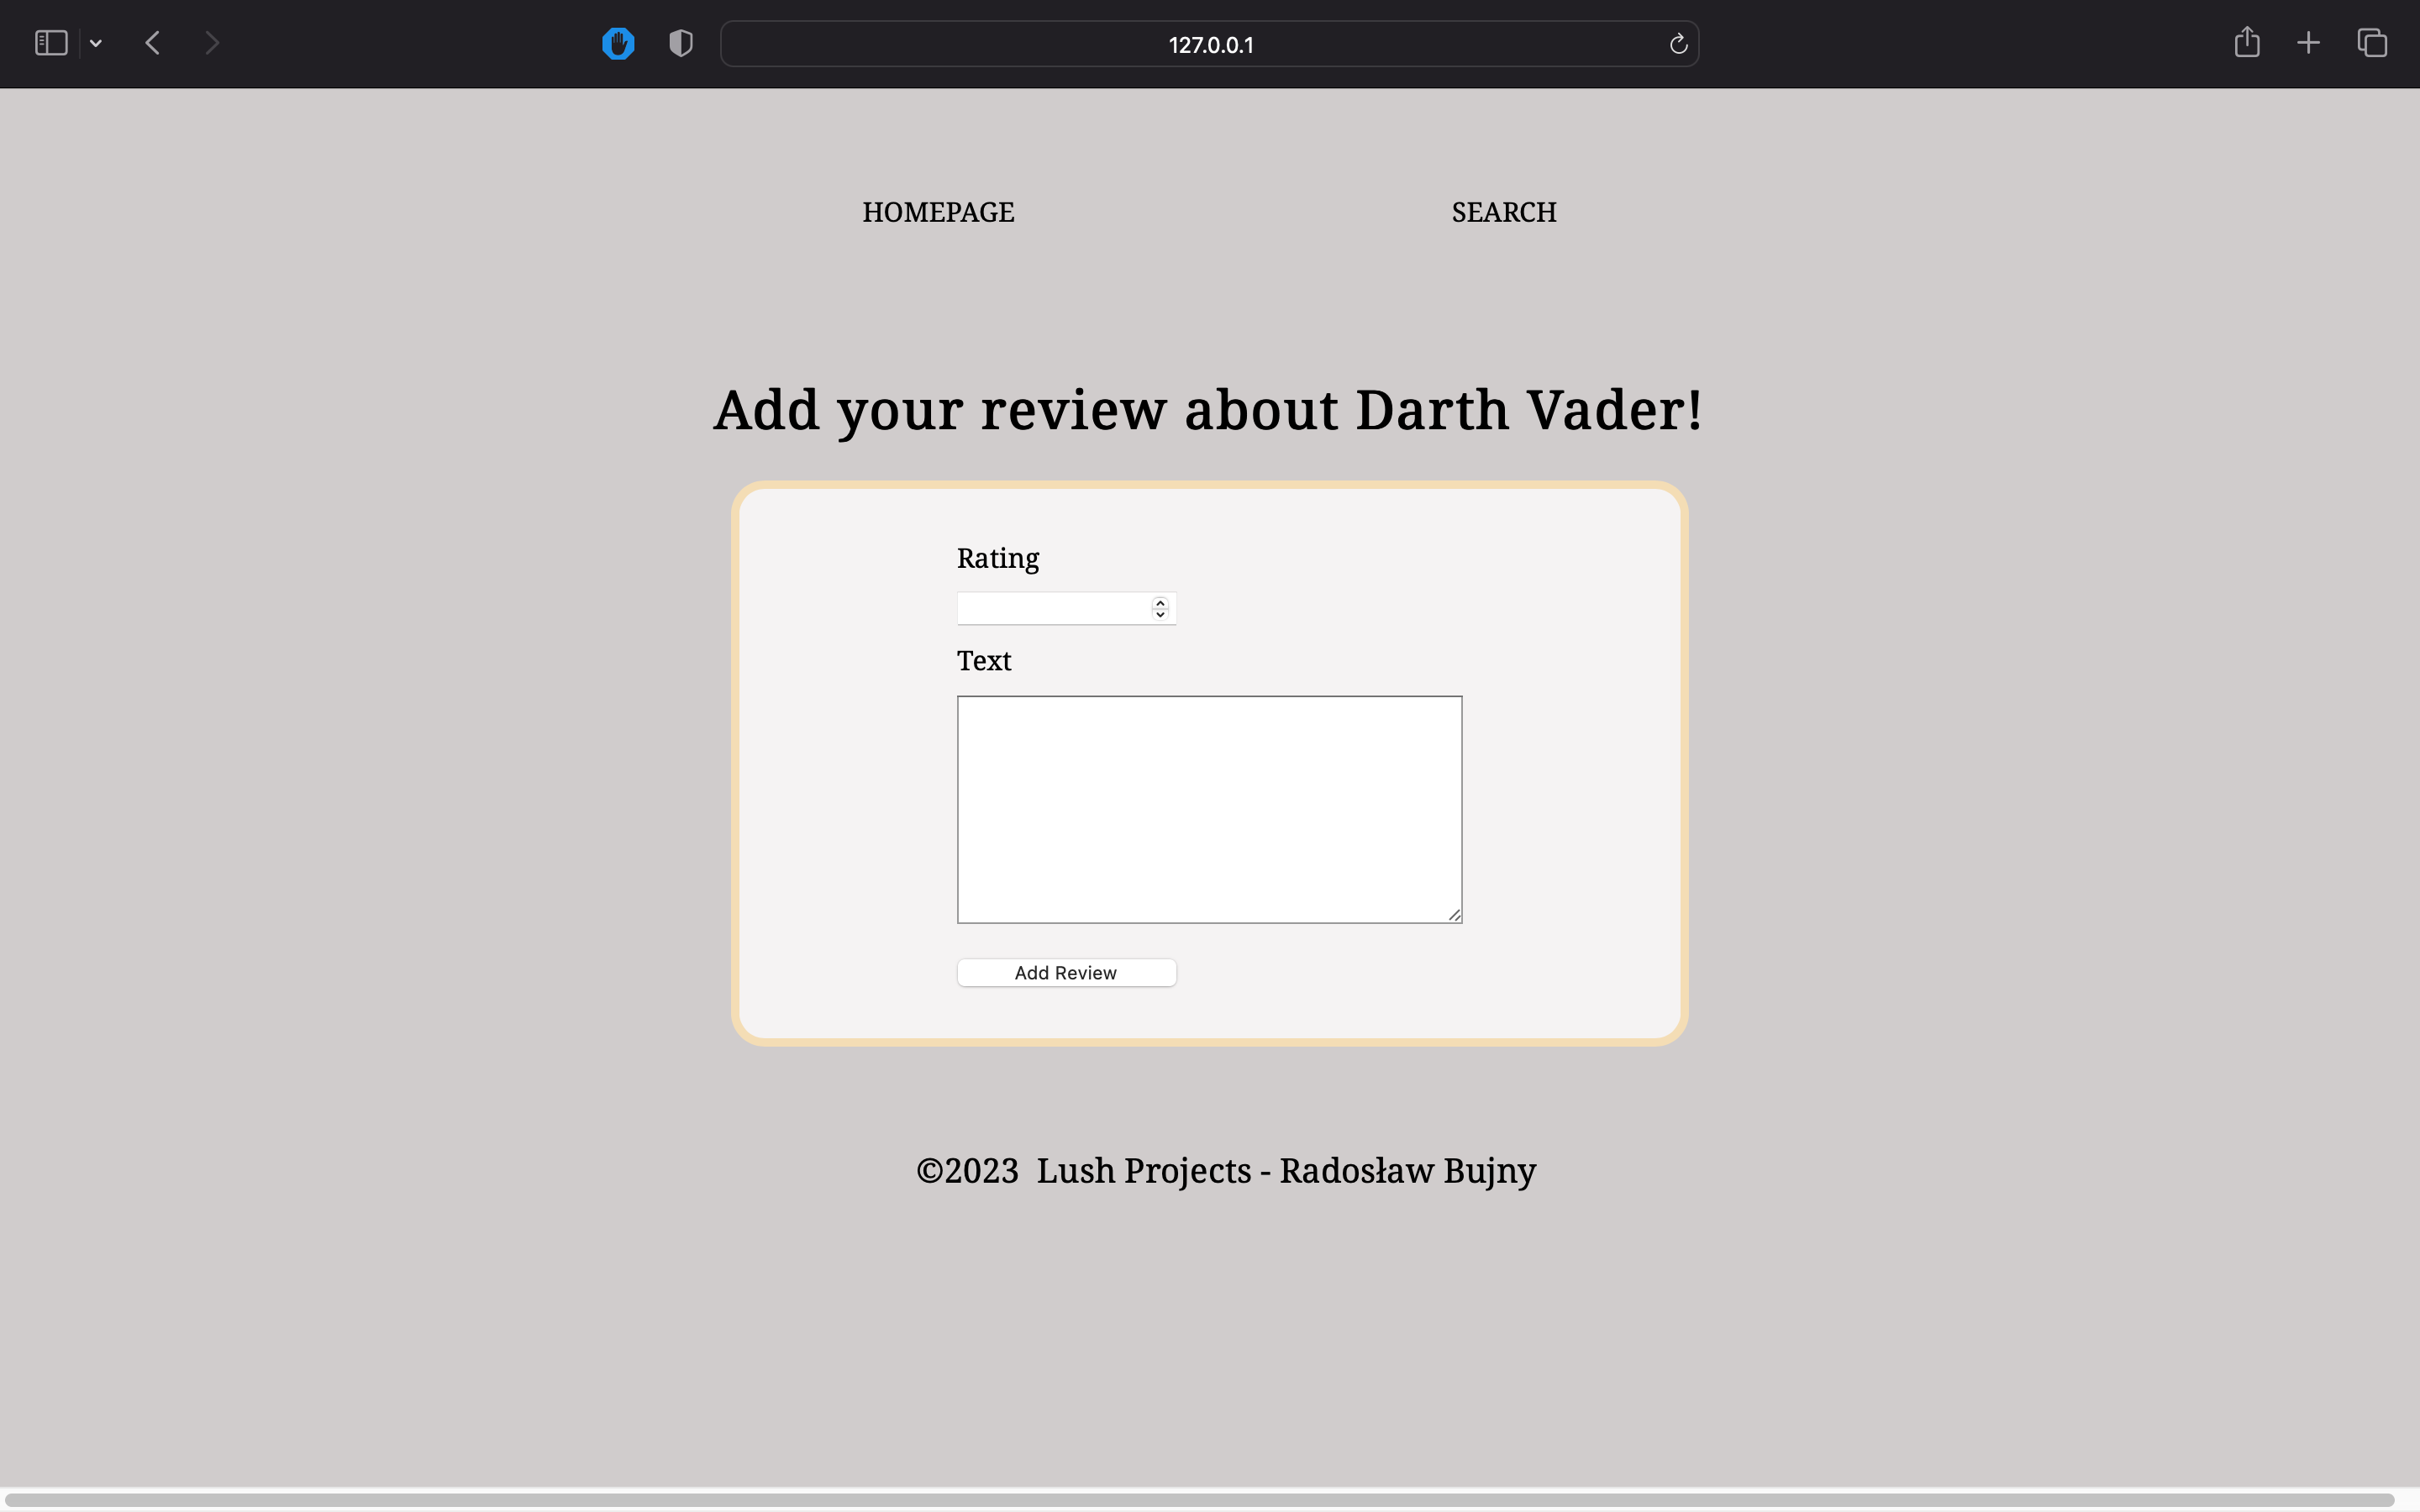 127.0.0.1
HOMEPAGE SEARCH
Add your review about Darth Vader!
Rating
Text
Add Review
©2023 Lush Projects - Radosław Bujny